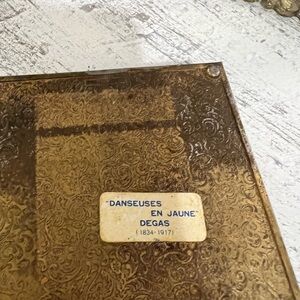 "DANSEUSES
EN JAUNE"
DEGAS
(1834-1917)